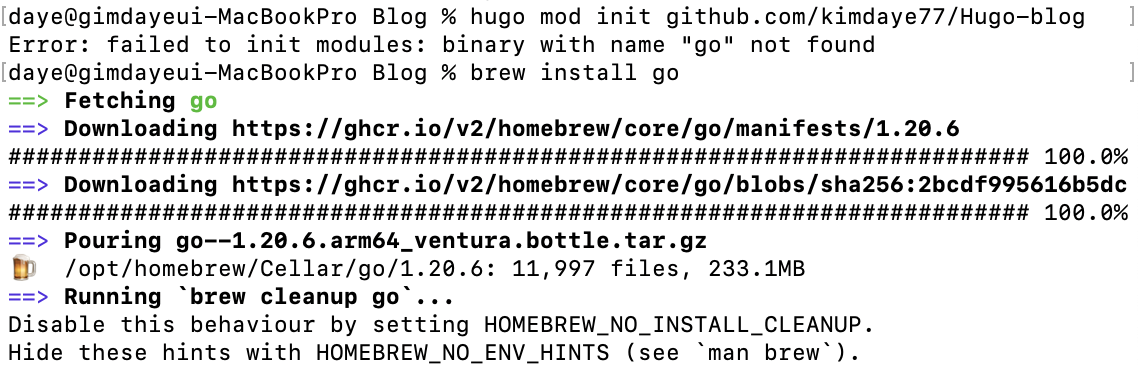 [daye@gimdayeui-MacBookPro Blog % hugo mod init github.com/kimdaye77/Hugo-blog ]
Error: failed to init modules: binary with name "go" not found
[daye@gimdayeui-MacBookPro Blog % brew install go ]
==> Fetching go
==> Downloading https://ghcr.io/v2/homebrew/core/go/manifests/1.20.6
######################################################################### 100.0%
==> Downloading https://ghcr.io/v2/homebrew/core/go/blobs/sha256:2bcdf995616b5dc
######################################################################### 100.0%
==> Pouring go--1.20.6.arm64_ventura.bottle.tar.gz
🍺 /opt/homebrew/Cellar/go/1.20.6: 11,997 files, 233.1MB
==> Running `brew cleanup go`...
Disable this behaviour by setting HOMEBREW_NO_INSTALL_CLEANUP.
Hide these hints with HOMEBREW_NO_ENV_HINTS (see `man brew`).